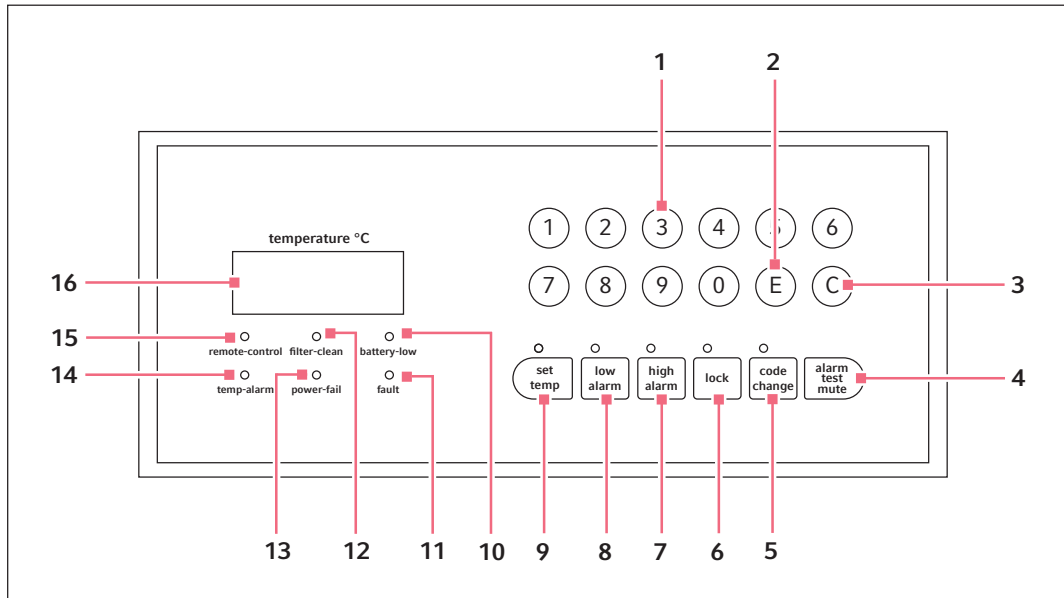 1 2
1 2 3 4 5 6
temperature °C
16
7 8 9 0 E C
3
15
remote-control filter-clean battery-low
14
temp-alarm power-fail fault
set temp
low alarm
high alarm
lock
code change
alarm test mute
4
13 12 11 10 9 8 7 6 5